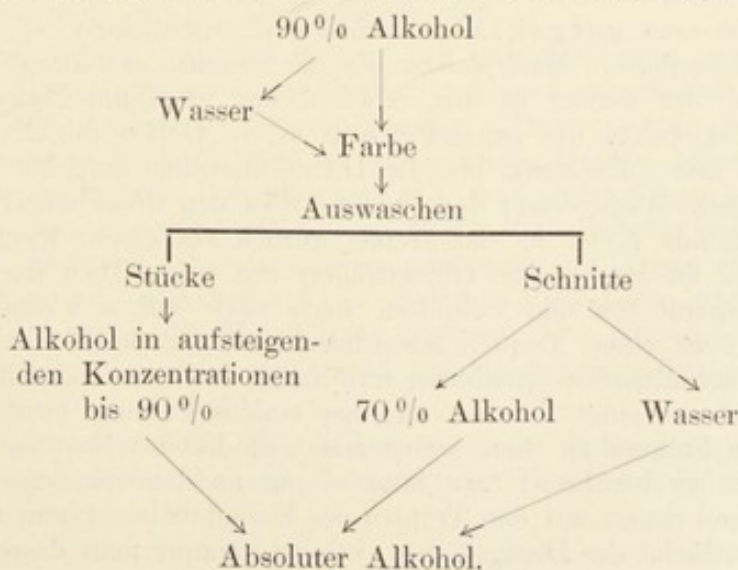 90% Alkohol
Wasser
Farbe
Auswaschen
Stücke Schnitte
Alkohol in aufsteigen-
den Konzentrationen
bis 90% 70% Alkohol Wasser
Absoluter Alkohol.